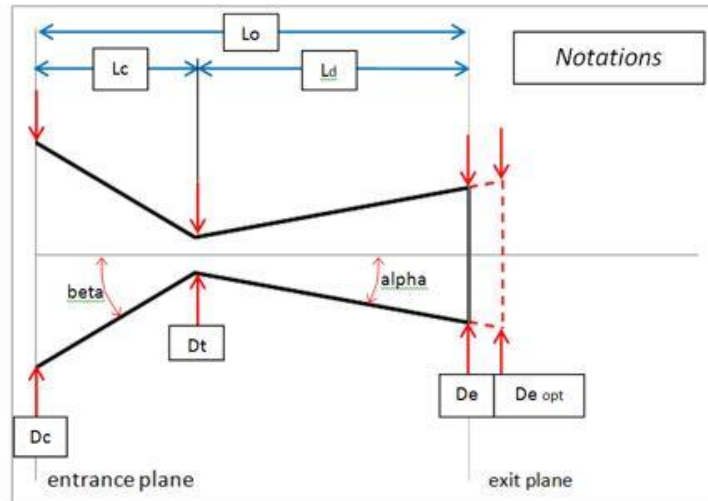 Lo
Notations
Lc
Ld
beta
alpha
Dt
De
De opt
Dc
entrance plane
exit plane